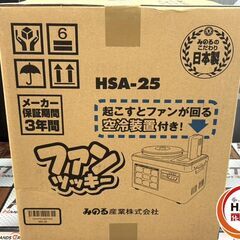 みのるの
こだわり
日本製
6
HSA-25
メーカー
保証期間
3年間
起こすとファンが回る
空冷装置付き!
ファン
ツッキー
みのる産業株式会社